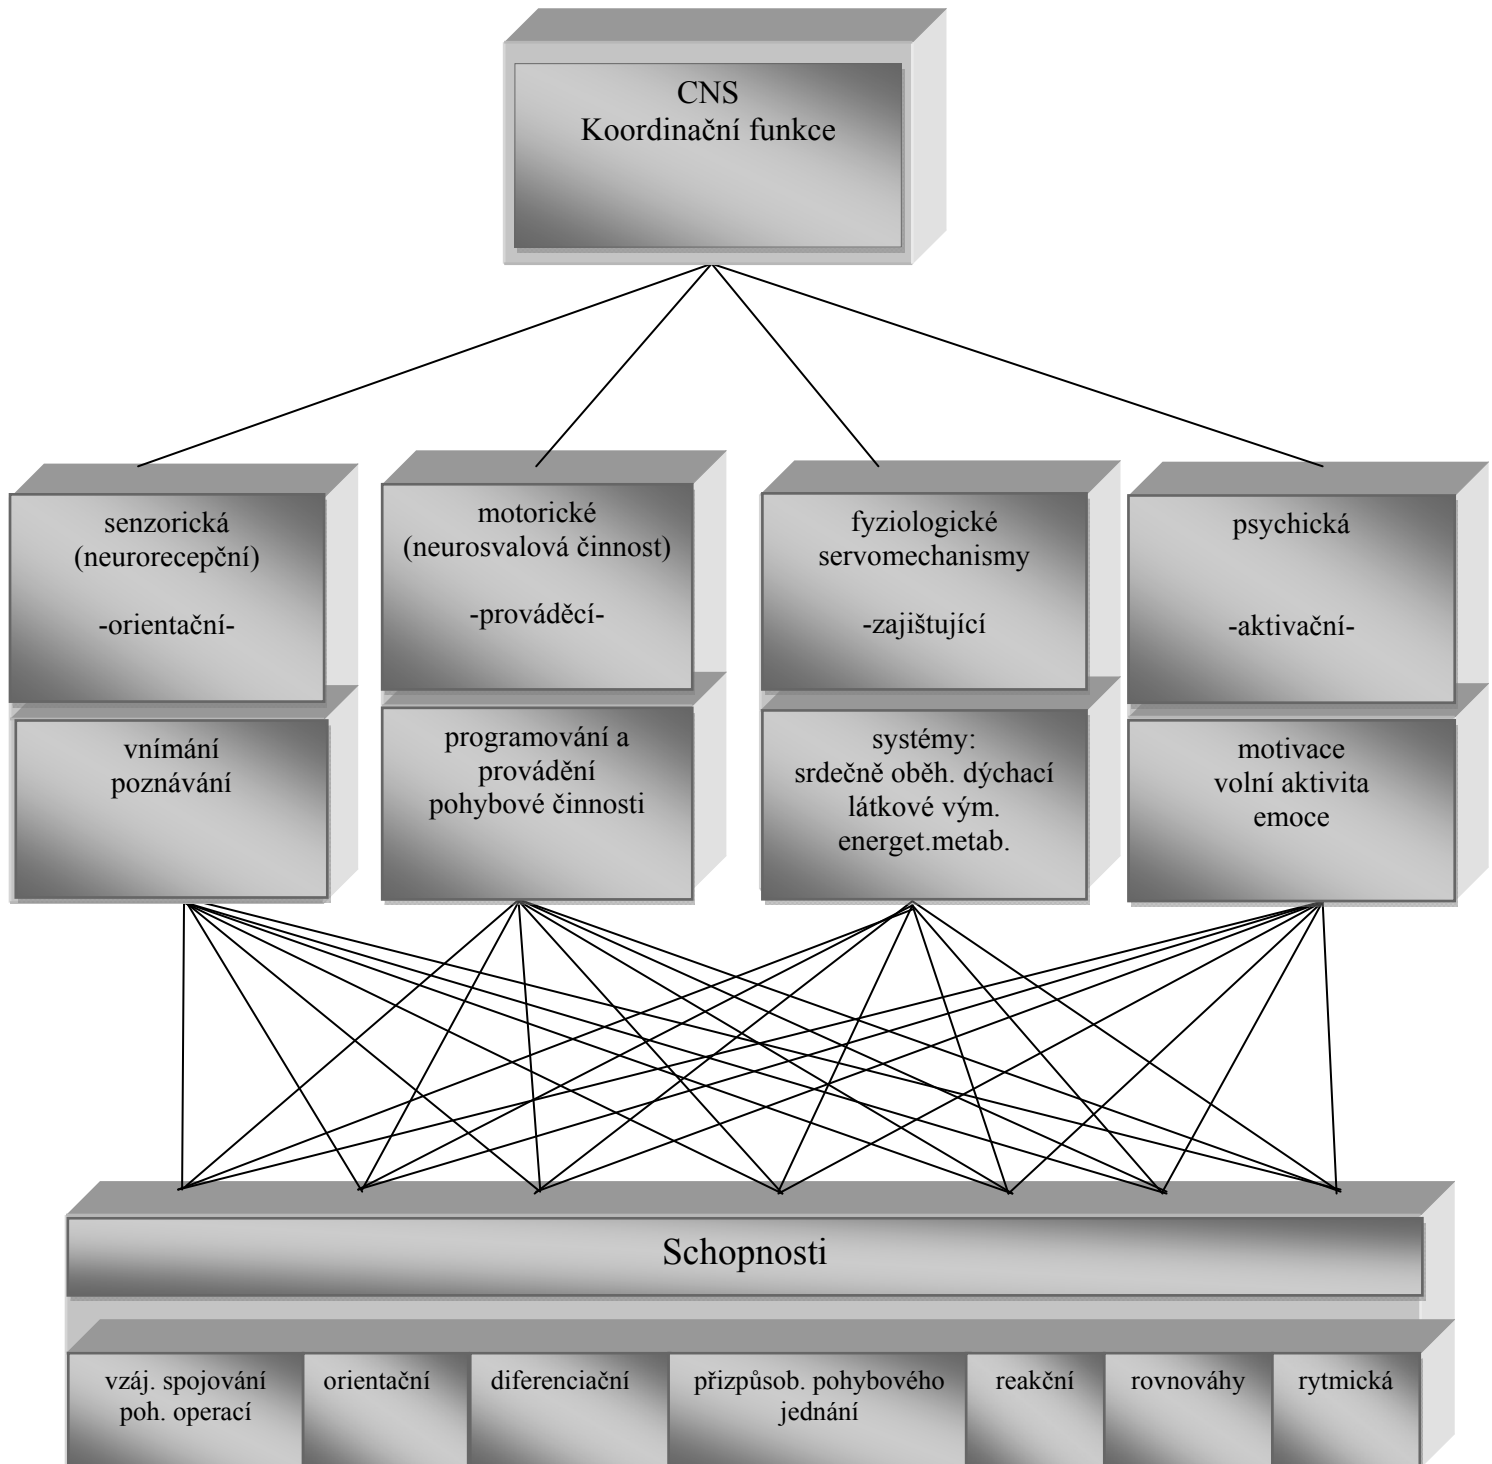 CNS
Koordinační funkce
senzorická
(neurorecepční)
-orientační-
motorické
(neurosvalová činnost)
-prováděcí-
fyziologické
servomechanismy
-zajištující
psychická
-aktivační-
vnímání
poznávání
programování a
provádění
pohybové činnosti
systémy:
srdečně oběh. dýchací
látkové vým.
energet.metab.
motivace
volní aktivita
emoce
Schopnosti
vzáj. spojování
poh. operací
orientační
diferenciační
přizpůsob. pohybového
jednání
reakční
rovnováhy
rytmická